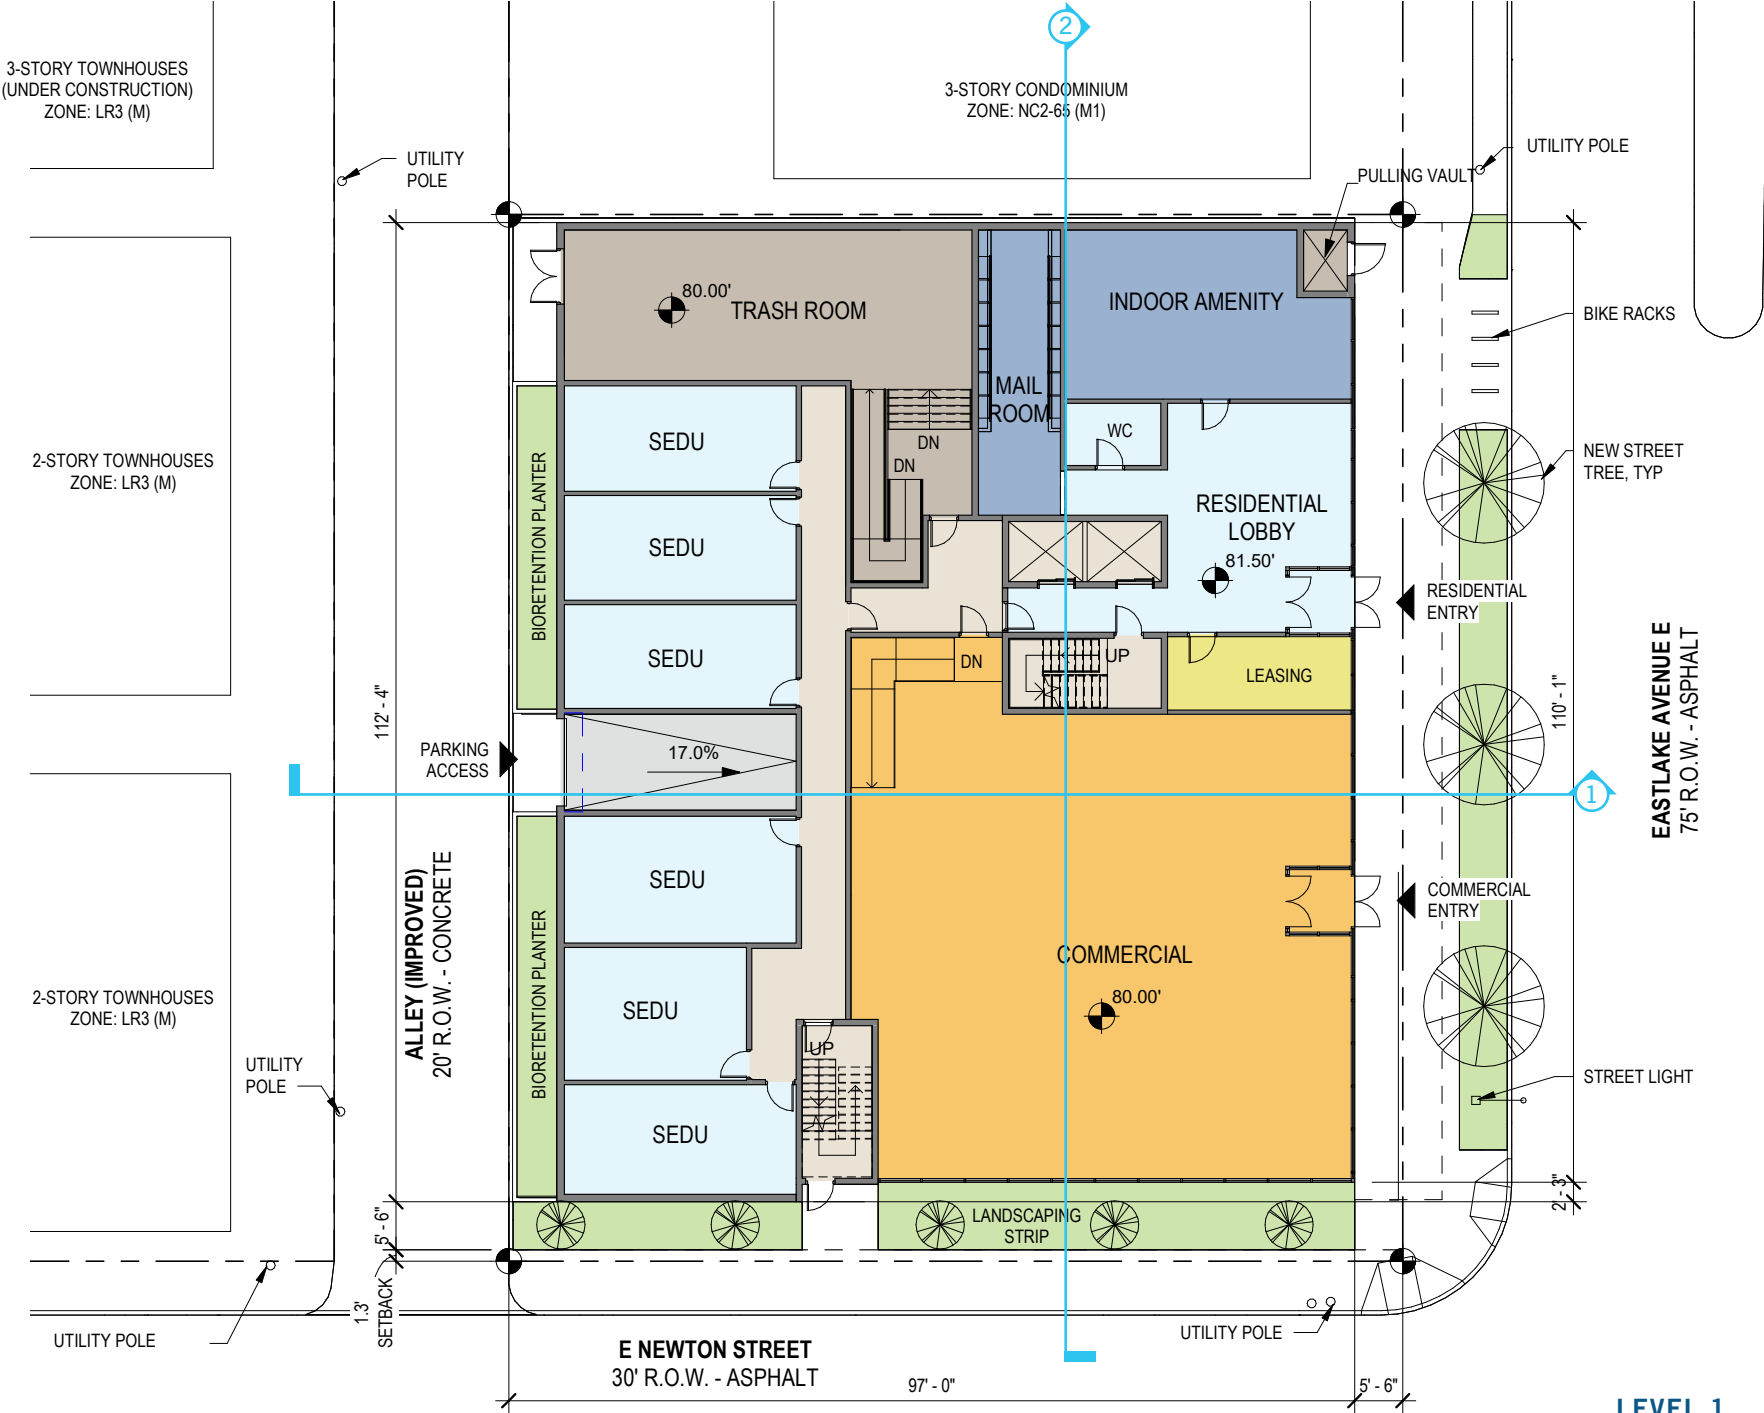 2
3-STORY TOWNHOUSES
(UNDER CONSTRUCTION)
ZONE: LR3 (M)
3-STORY CONDOMINIUM
ZONE: NC2-65 (M1)
UTILITY
POLE
UTILITY POLE
PULLING VAULT
80.00'
TRASH ROOM
INDOOR AMENITY
BIKE RACKS
MAIL
ROOM
WC
SEDU
DN
DN
2-STORY TOWNHOUSES
ZONE: LR3 (M)
NEW STREET
TREE, TYP
BIORETENTION PLANTER
SEDU
RESIDENTIAL
LOBBY
81.50'
RESIDENTIAL
ENTRY
SEDU
DN
UP
LEASING
112' - 4"
110' - 1"
EASTLAKE AVENUE E
75' R.O.W. - ASPHALT
PARKING
ACCESS
17.0%
1
SEDU
COMMERCIAL
ENTRY
ALLEY (IMPROVED)
20' R.O.W. - CONCRETE
BIORETENTION PLANTER
COMMERCIAL
80.00'
2-STORY TOWNHOUSES
ZONE: LR3 (M)
SEDU
UP
UTILITY
POLE
STREET LIGHT
SEDU
2' - 3"
5' - 6"
LANDSCAPING
STRIP
1.3'
SETBACK
UTILITY POLE
UTILITY POLE
E NEWTON STREET
30' R.O.W. - ASPHALT
97' - 0"
5' - 6"
LEVEL 1